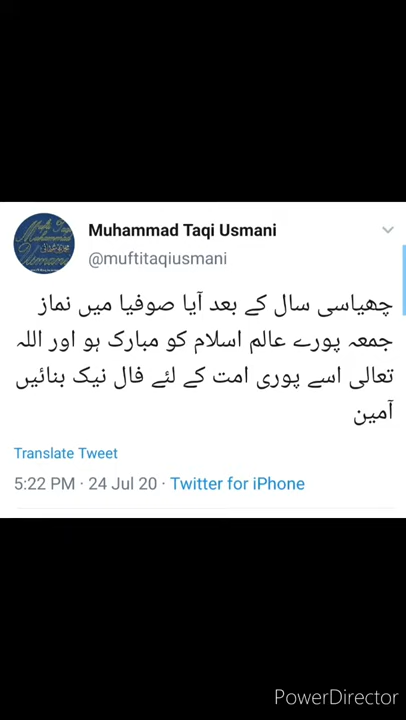 Muhammad Taqi Usmani
@muftitaqiusmani
چھیاسی سال کے بعد آیا صوفیا میں نماز
جمعہ پورے عالم اسلام کو مبارک ہو اور اللہ
تعالی اسے پوری امت کے لئے فال نیک بنائیں
آمین
Translate Tweet
5:22 PM · 24 Jul 20 · Twitter for iPhone
PowerDirector